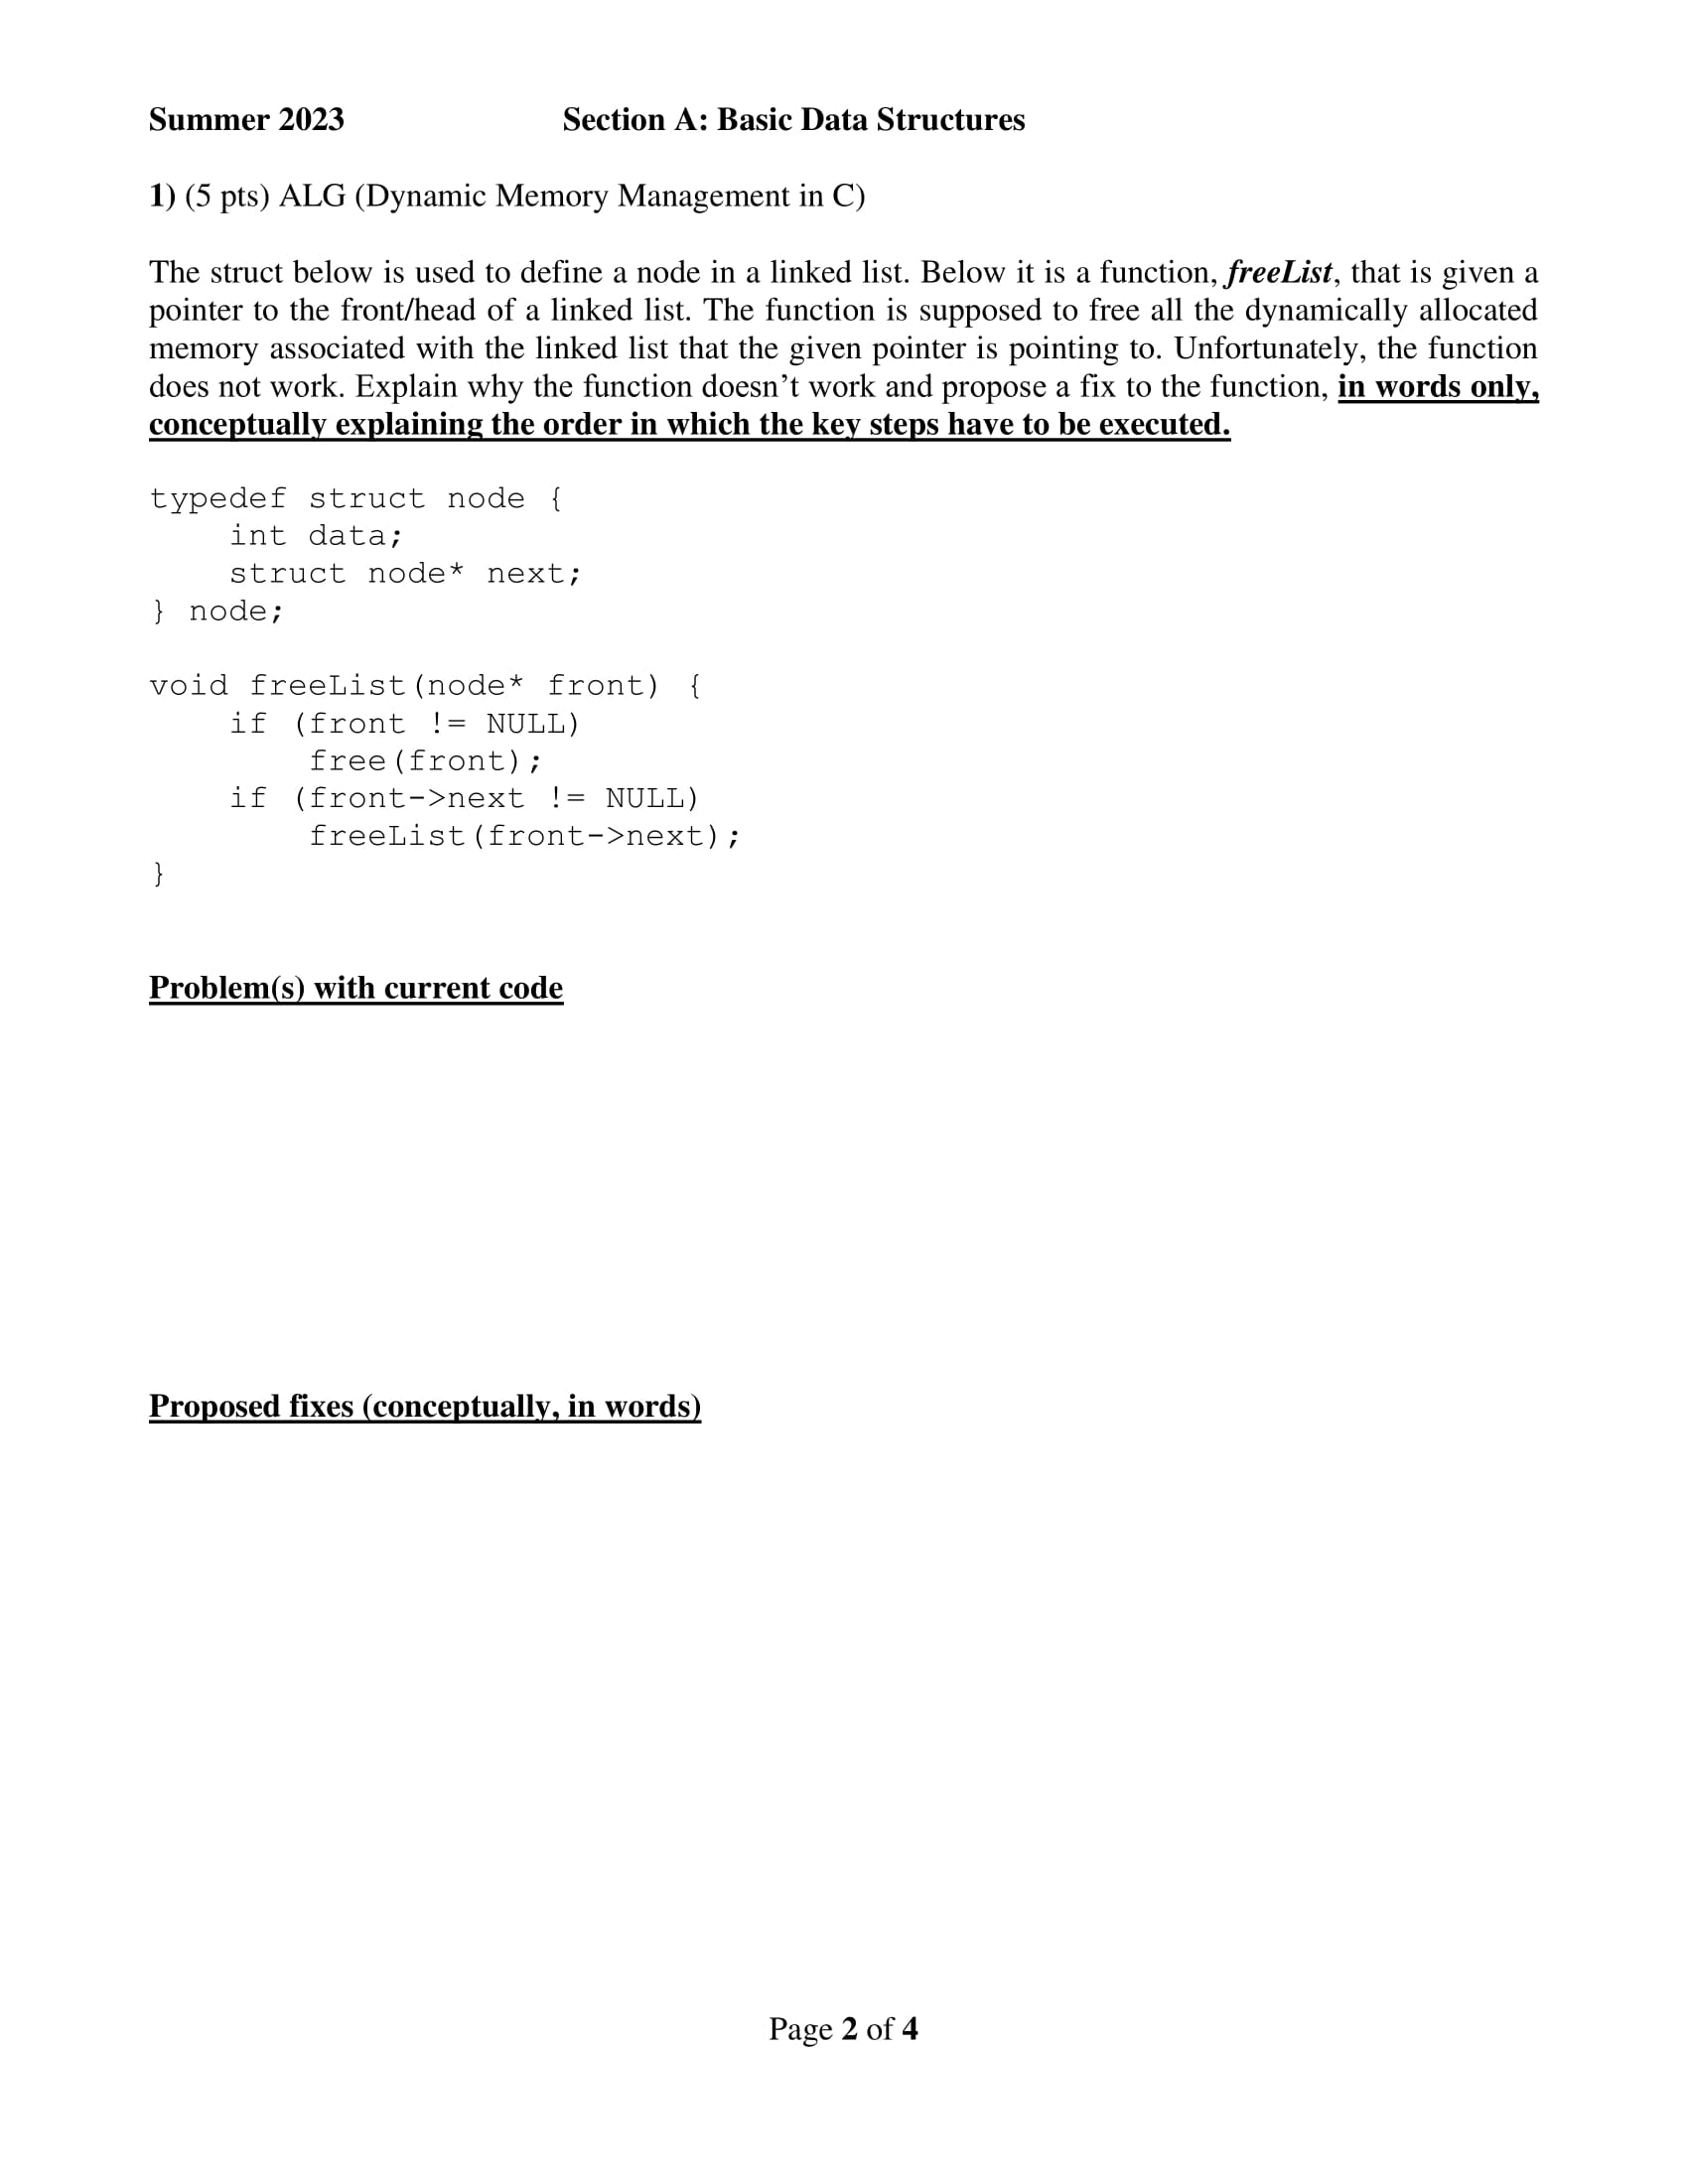 Summer 2023 Section A: Basic Data Structures
1) (5 pts) ALG (Dynamic Memory Management in C)
The struct below is used to define a node in a linked list. Below it is a function, freeList, that is given a
pointer to the front/head of a linked list. The function is supposed to free all the dynamically allocated
memory associated with the linked list that the given pointer is pointing to. Unfortunately, the function
does not work. Explain why the function doesn’t work and propose a fix to the function, in words only,
conceptually explaining the order in which the key steps have to be executed.
typedef struct node {
    int data;
    struct node* next;
} node;
void freeList(node* front) {
    if (front != NULL)
        free(front);
    if (front->next != NULL)
        freeList(front->next);
}
Problem(s) with current code
Proposed fixes (conceptually, in words)
Page 2 of 4